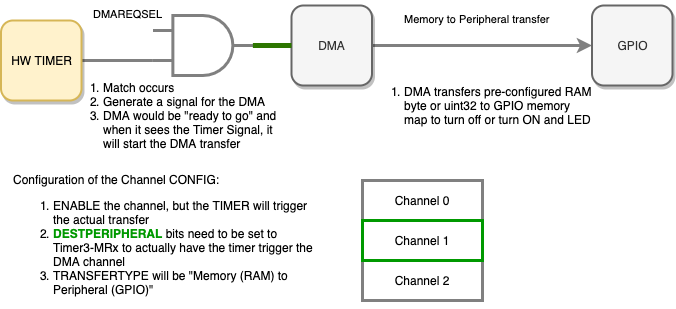 DMAREQSEL
HW TIMER
DMA
Memory to Peripheral transfer
GPIO
1. Match occurs
2. Generate a signal for the DMA
3. DMA would be "ready to go" and
when it sees the Timer Signal, it
will start the DMA transfer
1. DMA transfers pre-configured RAM
byte or uint32 to GPIO memory
map to turn off or turn ON and LED
Configuration of the Channel CONFIG:
1. ENABLE the channel, but the TIMER will trigger
the actual transfer
2. DESTPERIPHERAL bits need to be set to
Timer3-MRx to actually have the timer trigger the
DMA channel
3. TRANSFERTYPE will be "Memory (RAM) to
Peripheral (GPIO)"
Channel 0
Channel 1
Channel 2